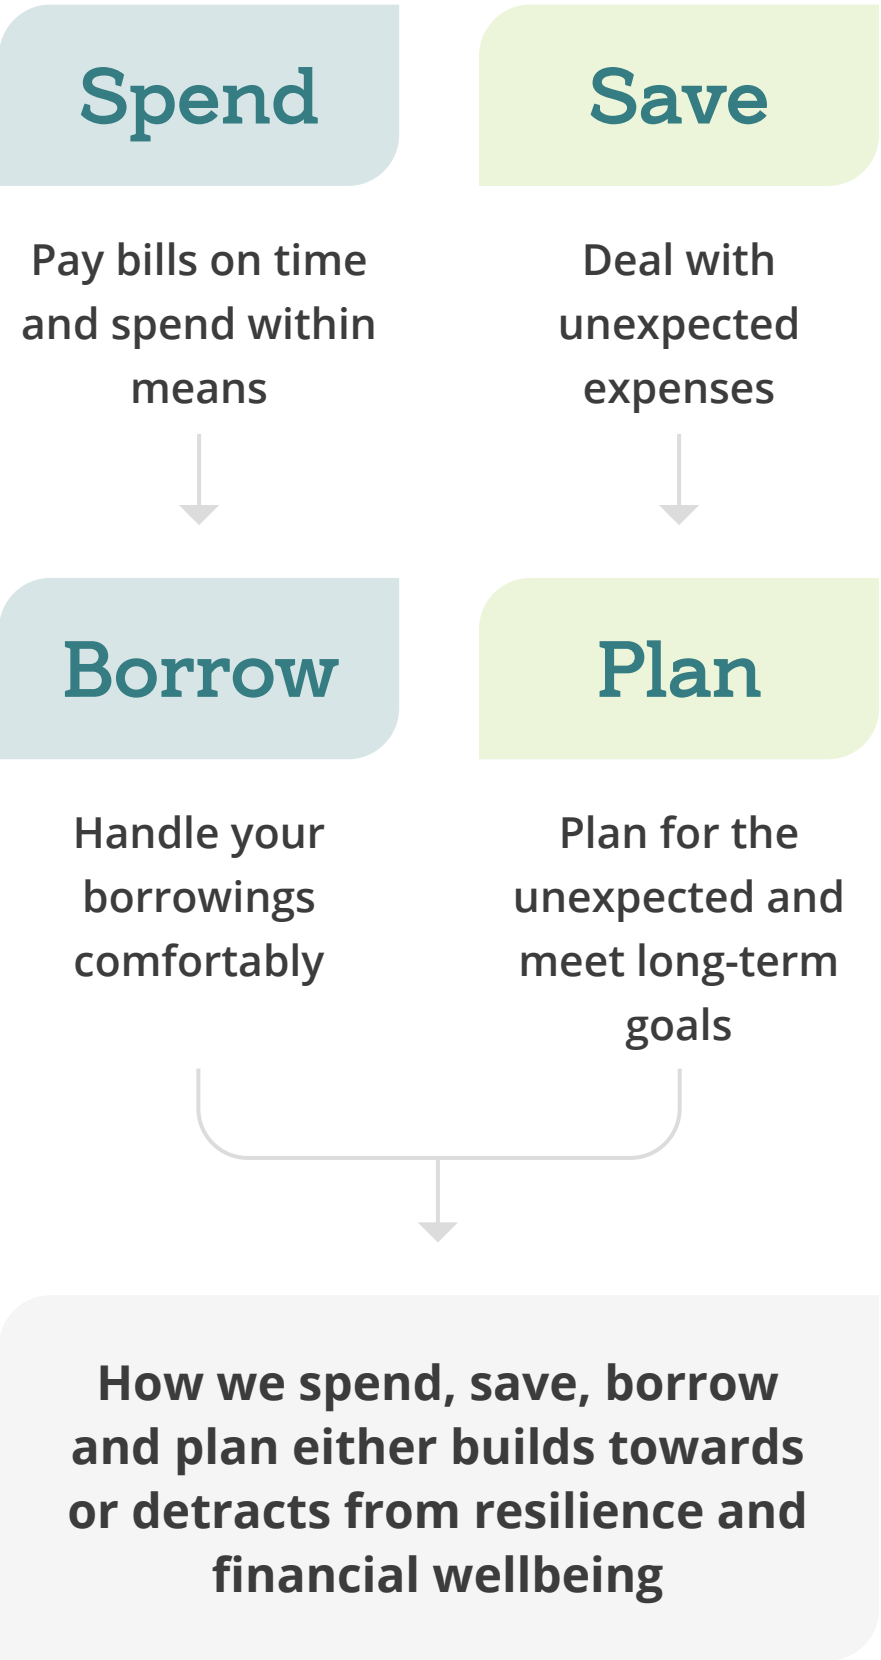 Spend
Pay bills on time
and spend within
means
Save
Deal with
unexpected
expenses
Borrow
Handle your
borrowings
comfortably
Plan
Plan for the
unexpected and
meet long-term
goals
How we spend, save, borrow
and plan either builds towards
or detracts from resilience and
financial wellbeing